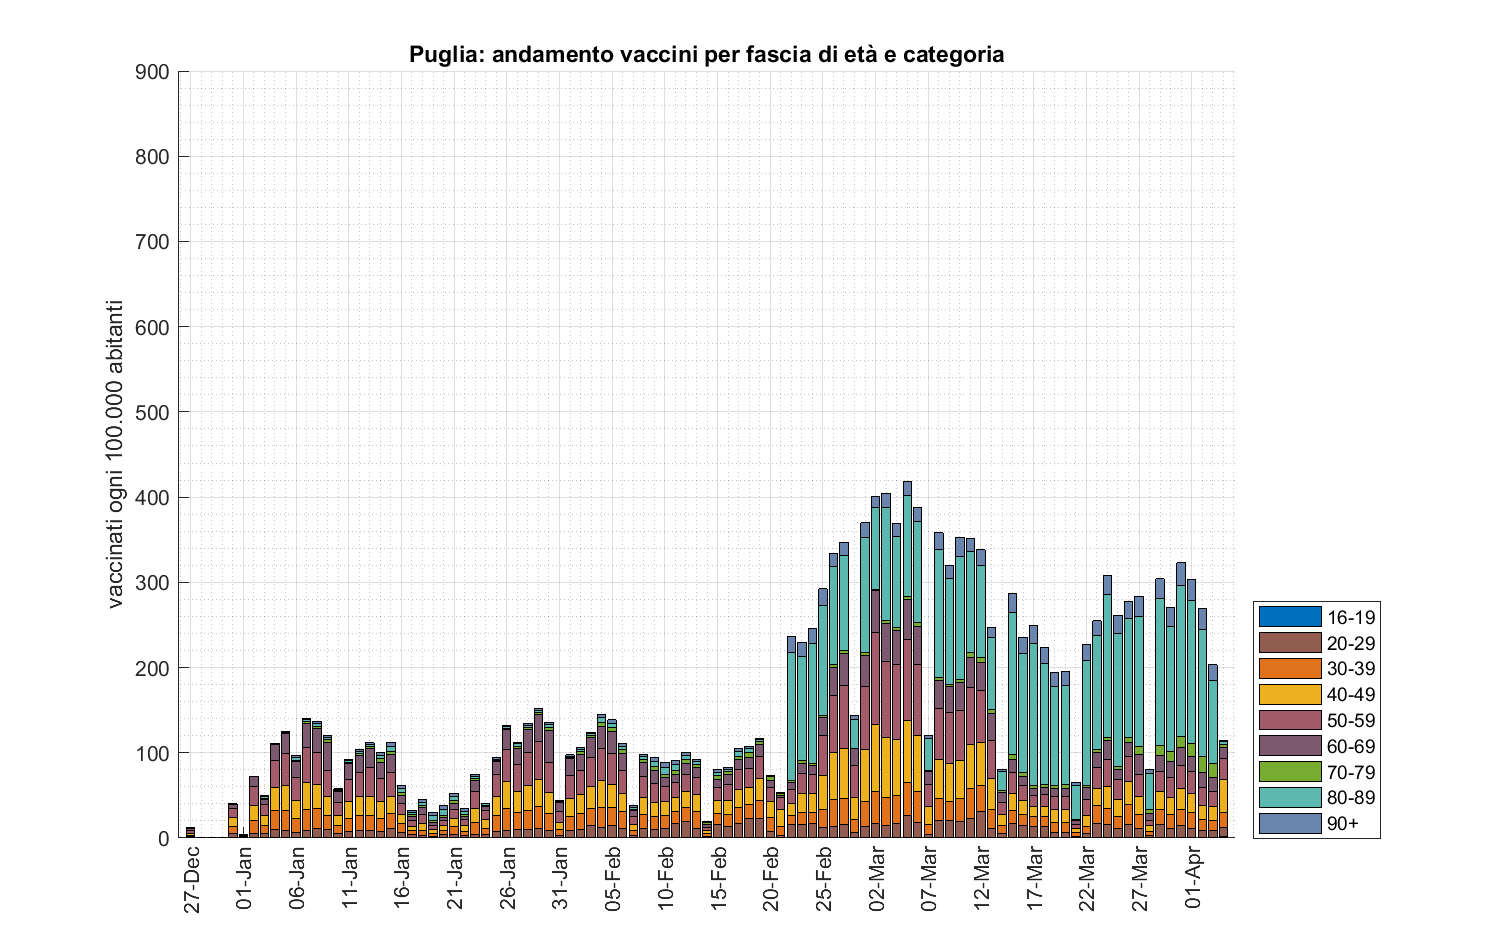 Puglia: andamento vaccini per fascia di età e categoria
vaccinati ogni 100.000 abitanti
900
800
700
600
500
400
300
200
100
0
27-Dec
01-Jan
06-Jan
11-Jan
16-Jan
21-Jan
26-Jan
31-Jan
05-Feb
10-Feb
15-Feb
20-Feb
25-Feb
02-Mar
07-Mar
12-Mar
17-Mar
22-Mar
27-Mar
01-Apr
16-19
20-29
30-39
40-49
50-59
60-69
70-79
80-89
90+